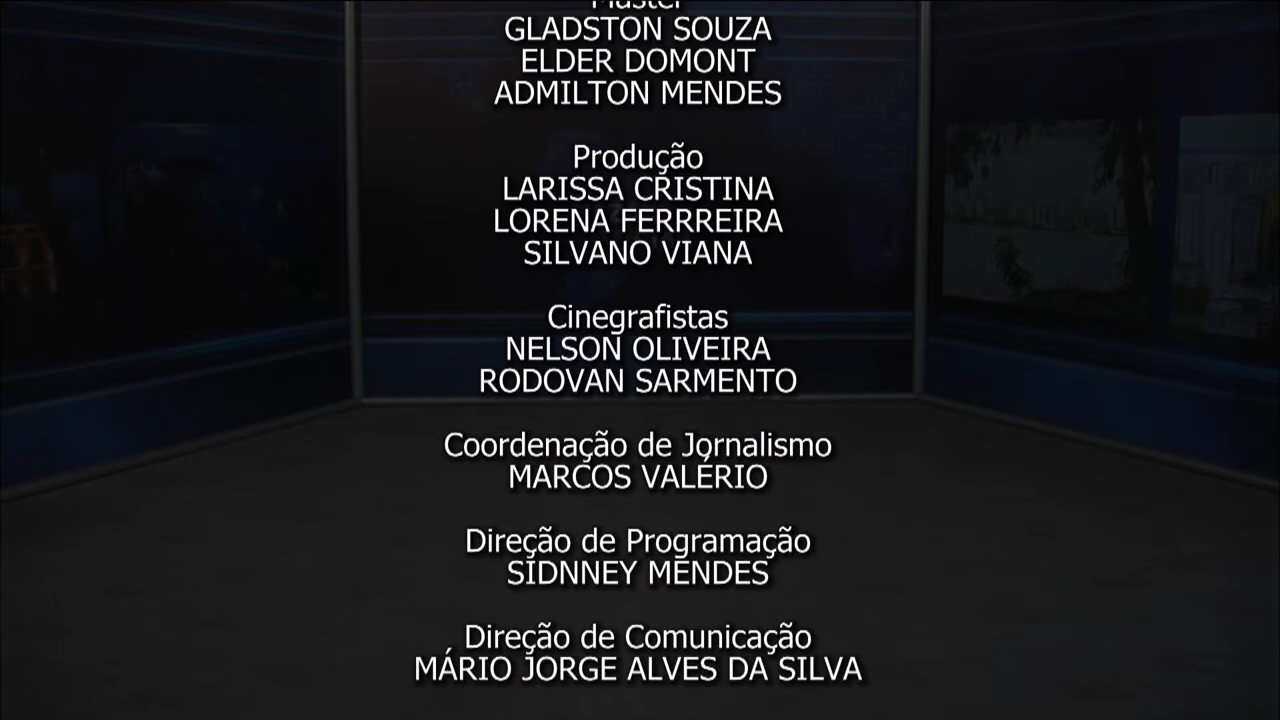 Master
GLADSTON SOUZA
ELDER DOMONT
ADMILTON MENDES
Produção
LARISSA CRISTINA
LORENA FERRREIRA
SILVANO VIANA
Cinegrafistas
NELSON OLIVEIRA
RODOVAN SARMENTO
Coordenação de Jornalismo
MARCOS VALÉRIO
Direção de Programação
SIDNNEY MENDES
Direção de Comunicação
MÁRIO JORGE ALVES DA SILVA